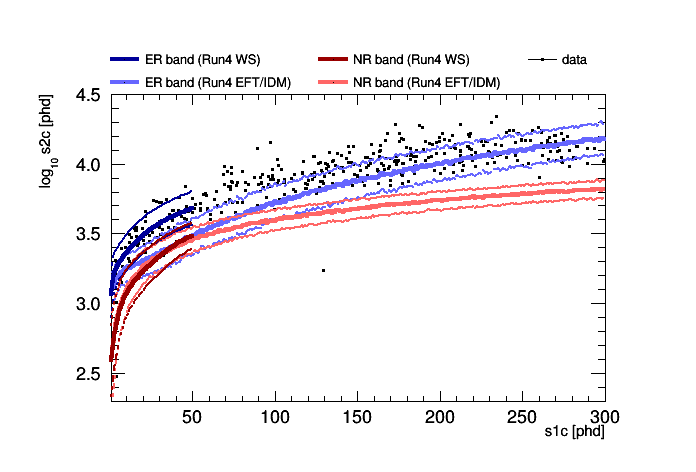 ER band (Run4 WS) NR band (Run4 WS) data
ER band (Run4 EFT/IDM) NR band (Run4 EFT/IDM)
log10 s2c [phd]
4.5
4.0
3.5
3.0
2.5
50 100 150 200 250 300
s1c [phd]